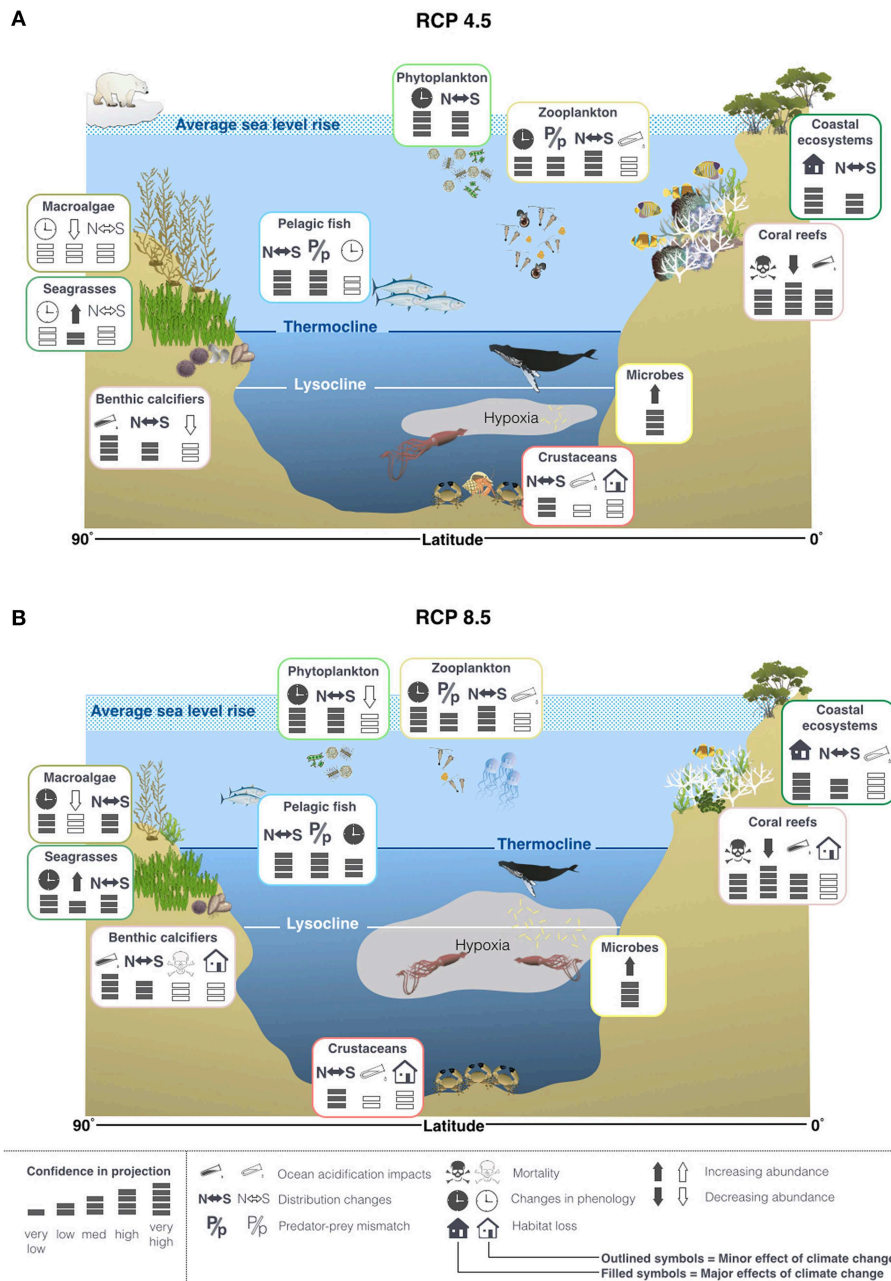 A
RCP 4.5
Phytoplankton
N⇔S
Average sea level rise
Zooplankton
P/p N⇔S
Coastal
ecosystems
N⇔S
Macroalgae
N⇔S
Pelagic fish
N⇔S P/p
Coral reefs
Seagrasses
N⇔S
Thermocline
Lysocline
Microbes
Benthic calcifiers
N⇔S
Hypoxia
Crustaceans
N⇔S
90°
Latitude
0°
B
RCP 8.5
Phytoplankton
N⇔S
Zooplankton
P/p N⇔S
Average sea level rise
Coastal
ecosystems
N⇔S
Macroalgae
N⇔S
Pelagic fish
N⇔S P/p
Thermocline
Coral reefs
Seagrasses
N⇔S
Lysocline
Benthic calcifiers
N⇔S
Hypoxia
Microbes
Crustaceans
N⇔S
90°
Latitude
0°
Confidence in projection
very low
low
med
high
very high
Ocean acidification impacts
N⇔S N⇔S Distribution changes
P/p P/p Predator-prey mismatch
Mortality
Changes in phenology
Habitat loss
Increasing abundance
Decreasing abundance
Outlined symbols = Minor effect of climate change
Filled symbols = Major effects of climate change